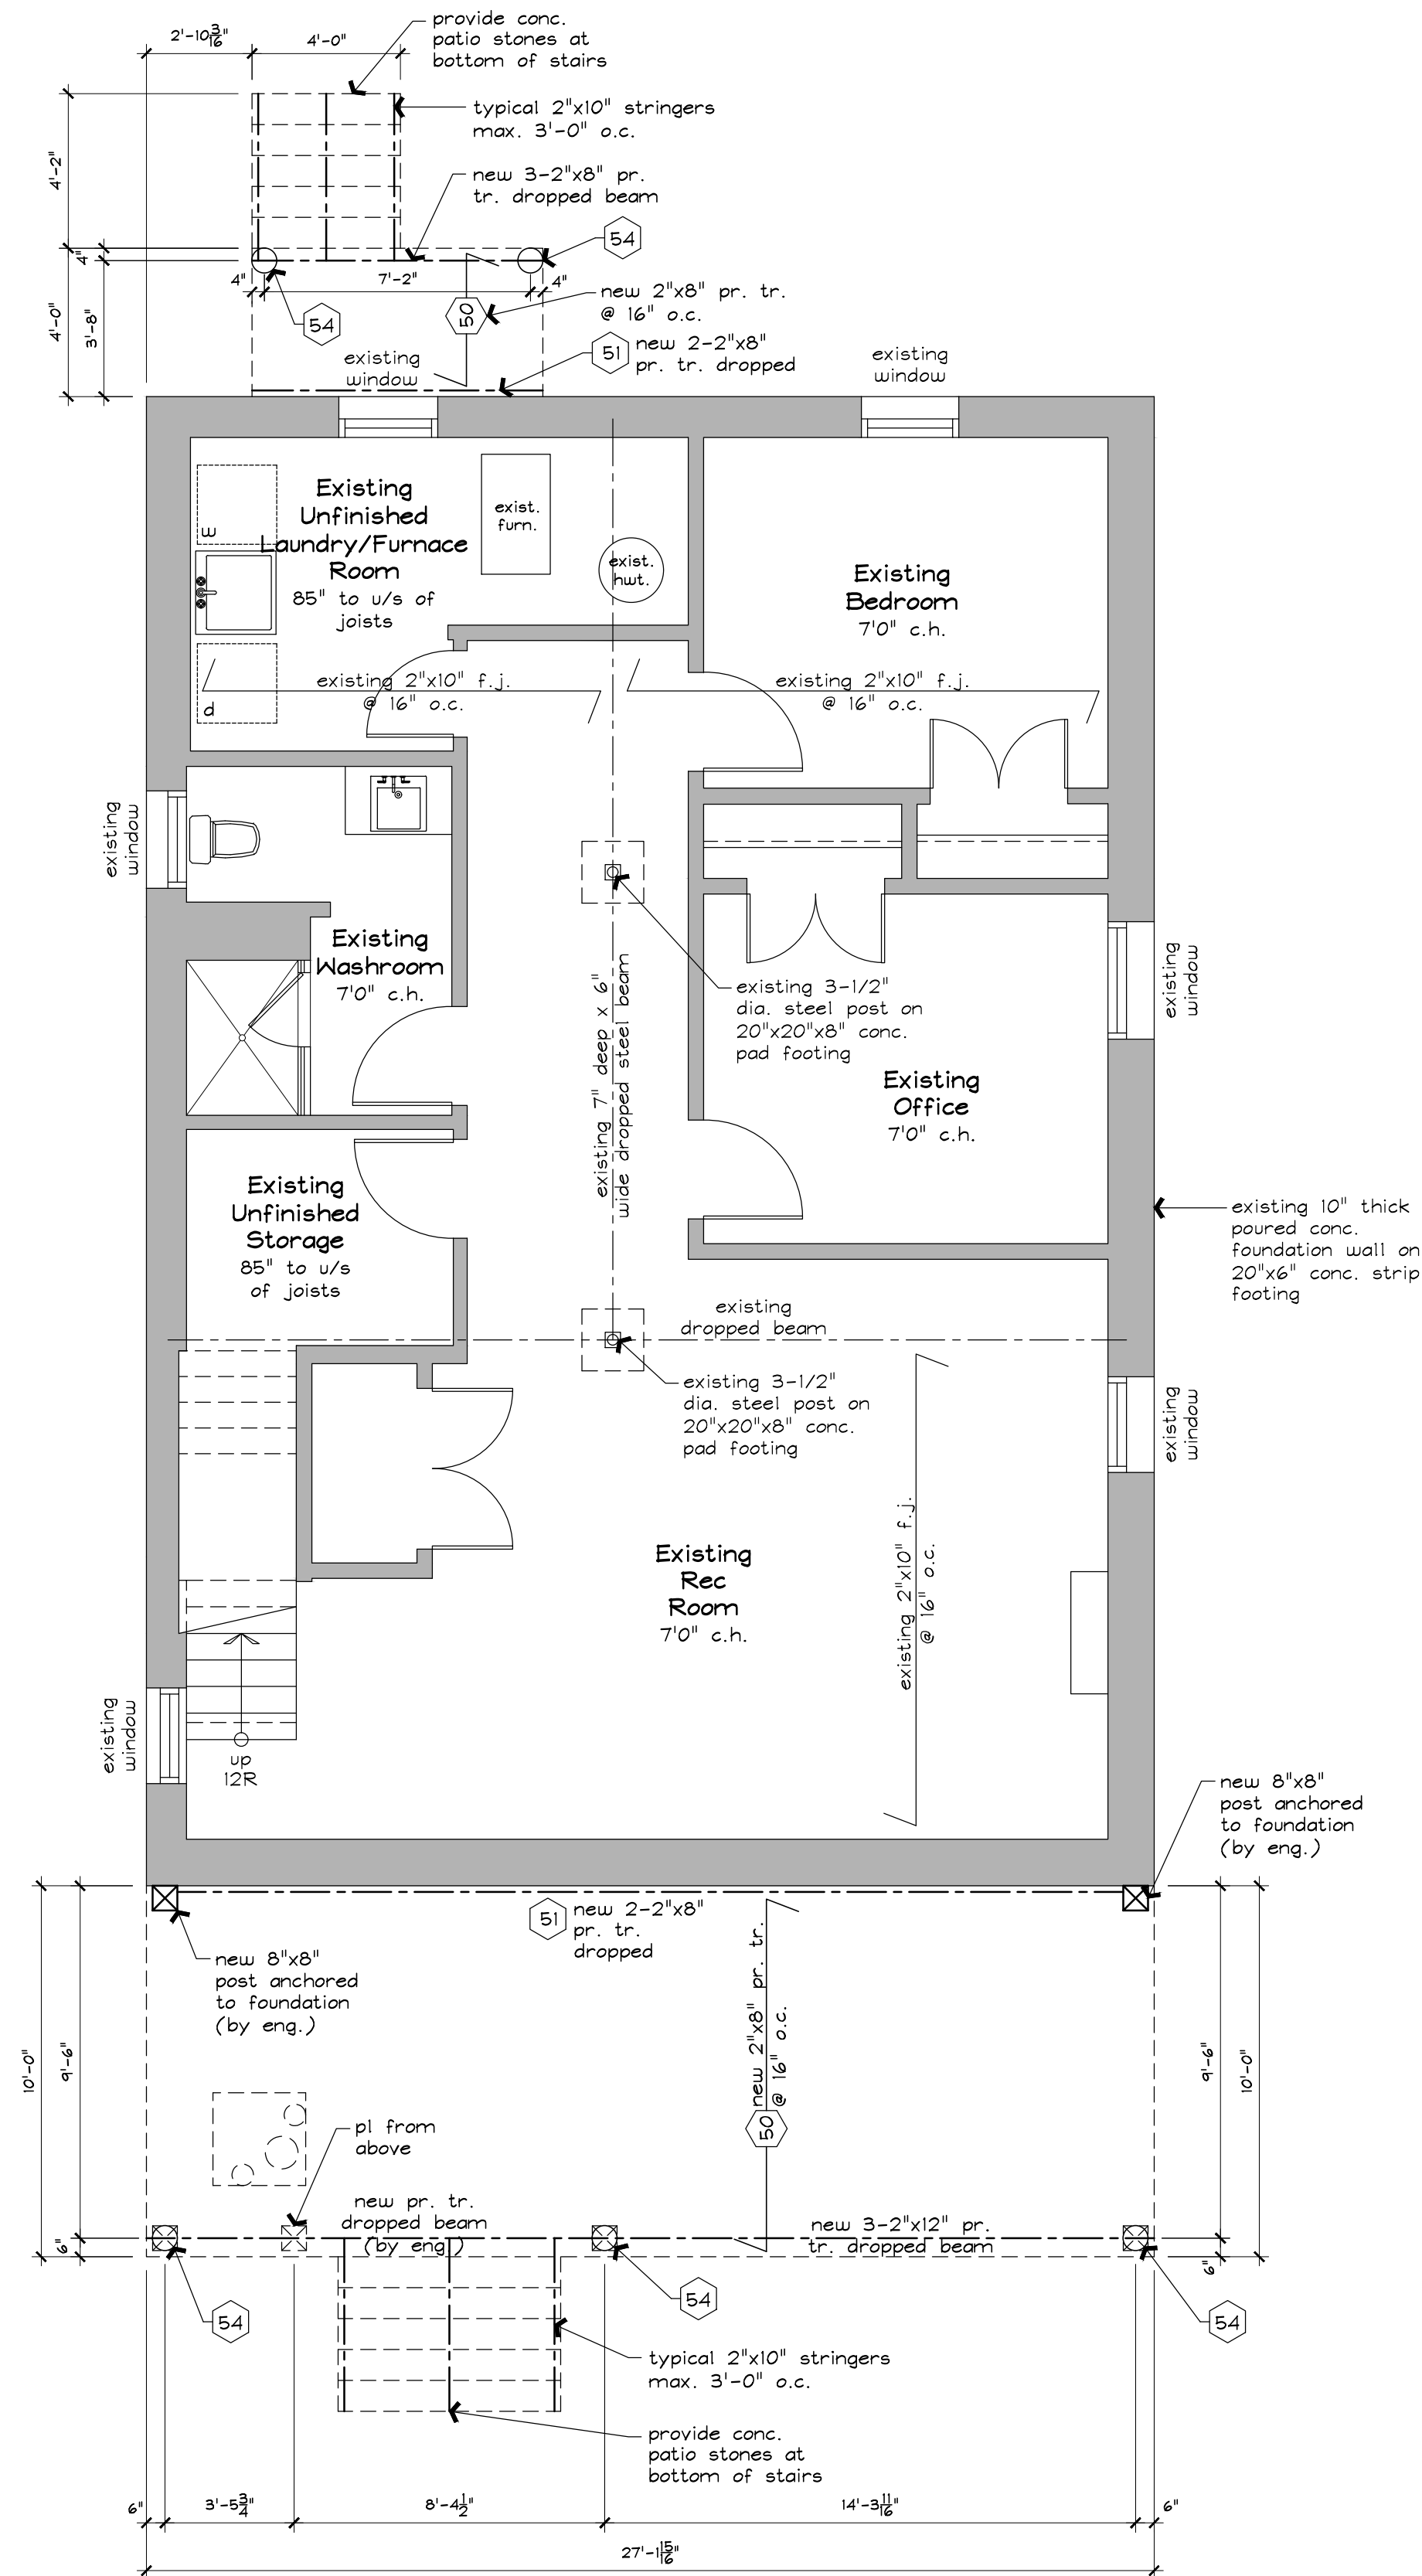 provide conc.
patio stones at
bottom of stairs
2'-10 3/16"
4'-0"
typical 2"x10" stringers
max. 3'-0" o.c.
4'-2"
new 3-2"x8" pr.
tr. dropped beam
54
4"
4"
7'-2"
4"
4'-0"
3'-8"
54
50
new 2"x8" pr. tr.
@ 16" o.c.
51
new 2-2"x8"
pr. tr. dropped
existing
window
existing
window
Existing
Unfinished
Laundry/Furnace
Room
85" to u/s of
joists
w
d
exist.
furn.
exist.
hwt.
Existing
Bedroom
7'0" c.h.
existing 2"x10" f.j.
@ 16" o.c.
existing 2"x10" f.j.
@ 16" o.c.
existing
window
Existing
Washroom
7'0" c.h.
existing 7" deep x 6"
wide dropped steel beam
existing 3-1/2"
dia. steel post on
20"x20"x8" conc.
pad footing
existing
window
Existing
Office
7'0" c.h.
Existing
Unfinished
Storage
85" to u/s
of joists
existing 10" thick
poured conc.
foundation wall on
20"x6" conc. strip
footing
existing
dropped beam
existing 3-1/2"
dia. steel post on
20"x20"x8" conc.
pad footing
existing
window
existing 2"x10" f.j.
@ 16" o.c.
Existing
Rec
Room
7'0" c.h.
existing
window
up
12R
new 8"x8"
post anchored
to foundation
(by eng.)
51
new 2-2"x8"
pr. tr.
dropped
new 8"x8"
post anchored
to foundation
(by eng.)
10'-0"
9'-6"
50
new 2"x8" pr. tr.
@ 16" o.c.
9'-6"
10'-0"
pl from
above
new pr. tr.
dropped beam
(by eng.)
new 3-2"x12" pr.
tr. dropped beam
6"
6"
54
54
54
typical 2"x10" stringers
max. 3'-0" o.c.
provide conc.
patio stones at
bottom of stairs
6"
3'-5 3/4"
8'-4 1/2"
14'-3 11/16"
6"
27'-1 15/16"